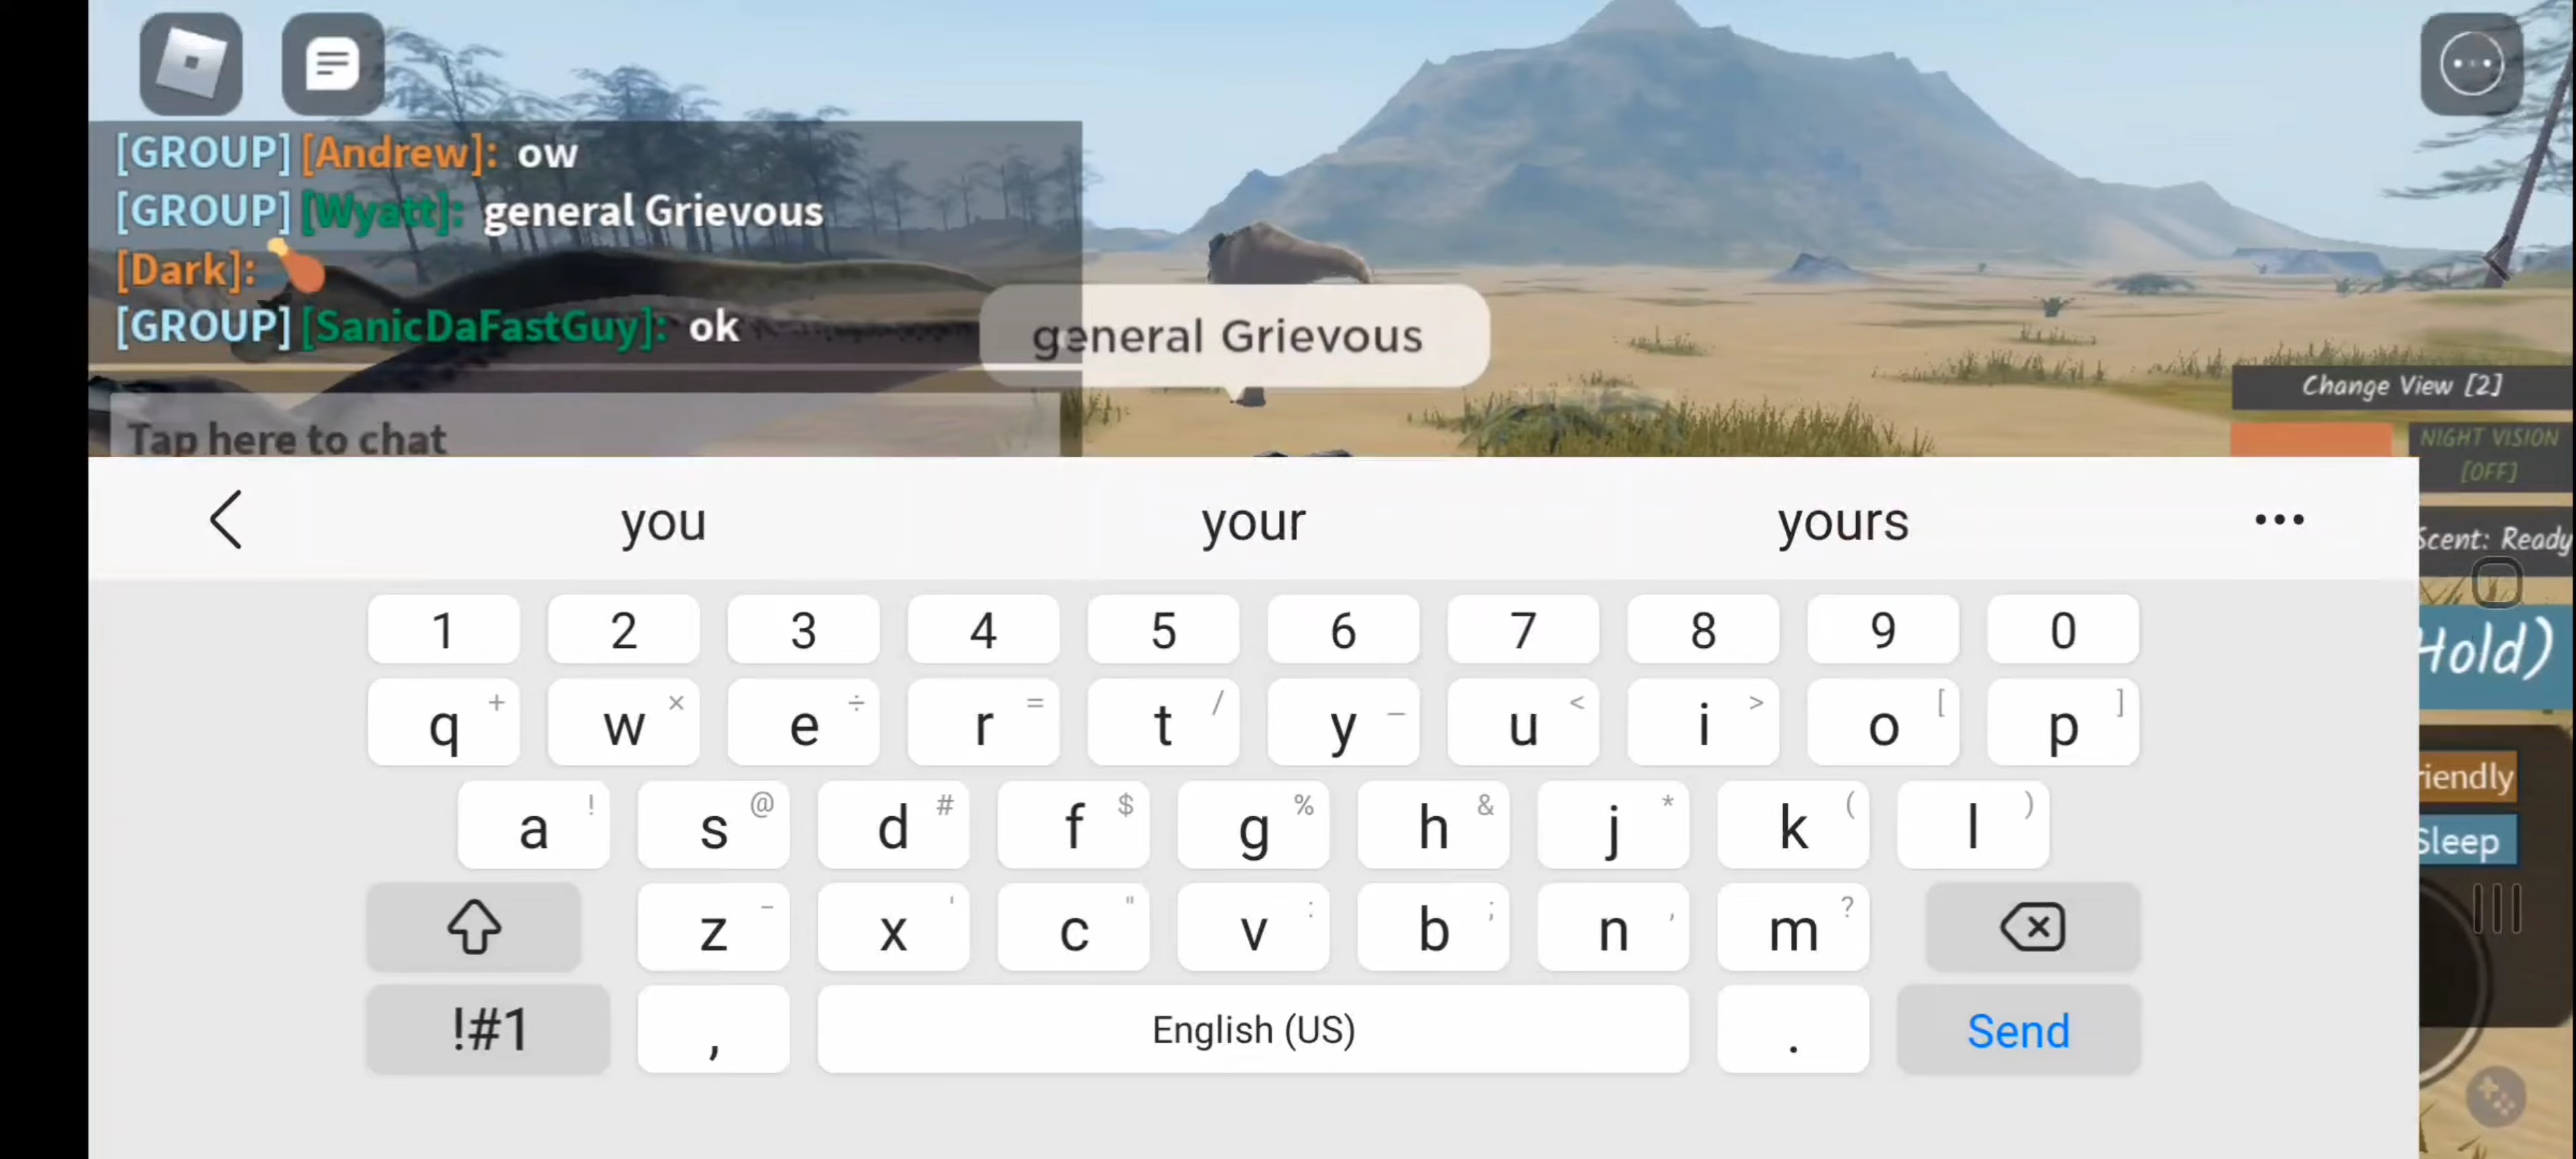 [GROUP] [Andrew]: ow
[GROUP] [Wyatt]: general Grievous
[Dark]: 🍗
[GROUP] [SanicDaFastGuy]: ok
general Grievous
Tap here to chat
Change View [2]
NIGHT VISION
[OFF]
Scent: Ready
Hold)
riendly
Sleep
you your yours
1 2 3 4 5 6 7 8 9 0
q + w × e ÷ r = t / y _ u < i > o [ p ]
a ! s @ d # f $ g % h & j * k ( l )
z - x ' c " v : b ; n , m ?
!#1 , English (US) . Send